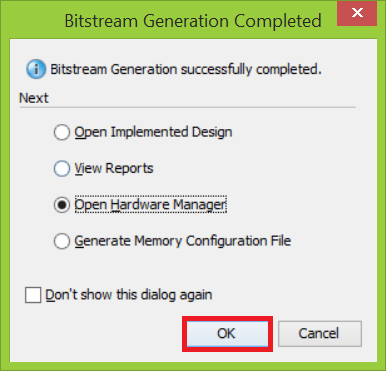 Bitstream Generation Completed
Bitstream Generation successfully completed.
Next
Open Implemented Design
View Reports
Open Hardware Manager
Generate Memory Configuration File
Don't show this dialog again
OK Cancel